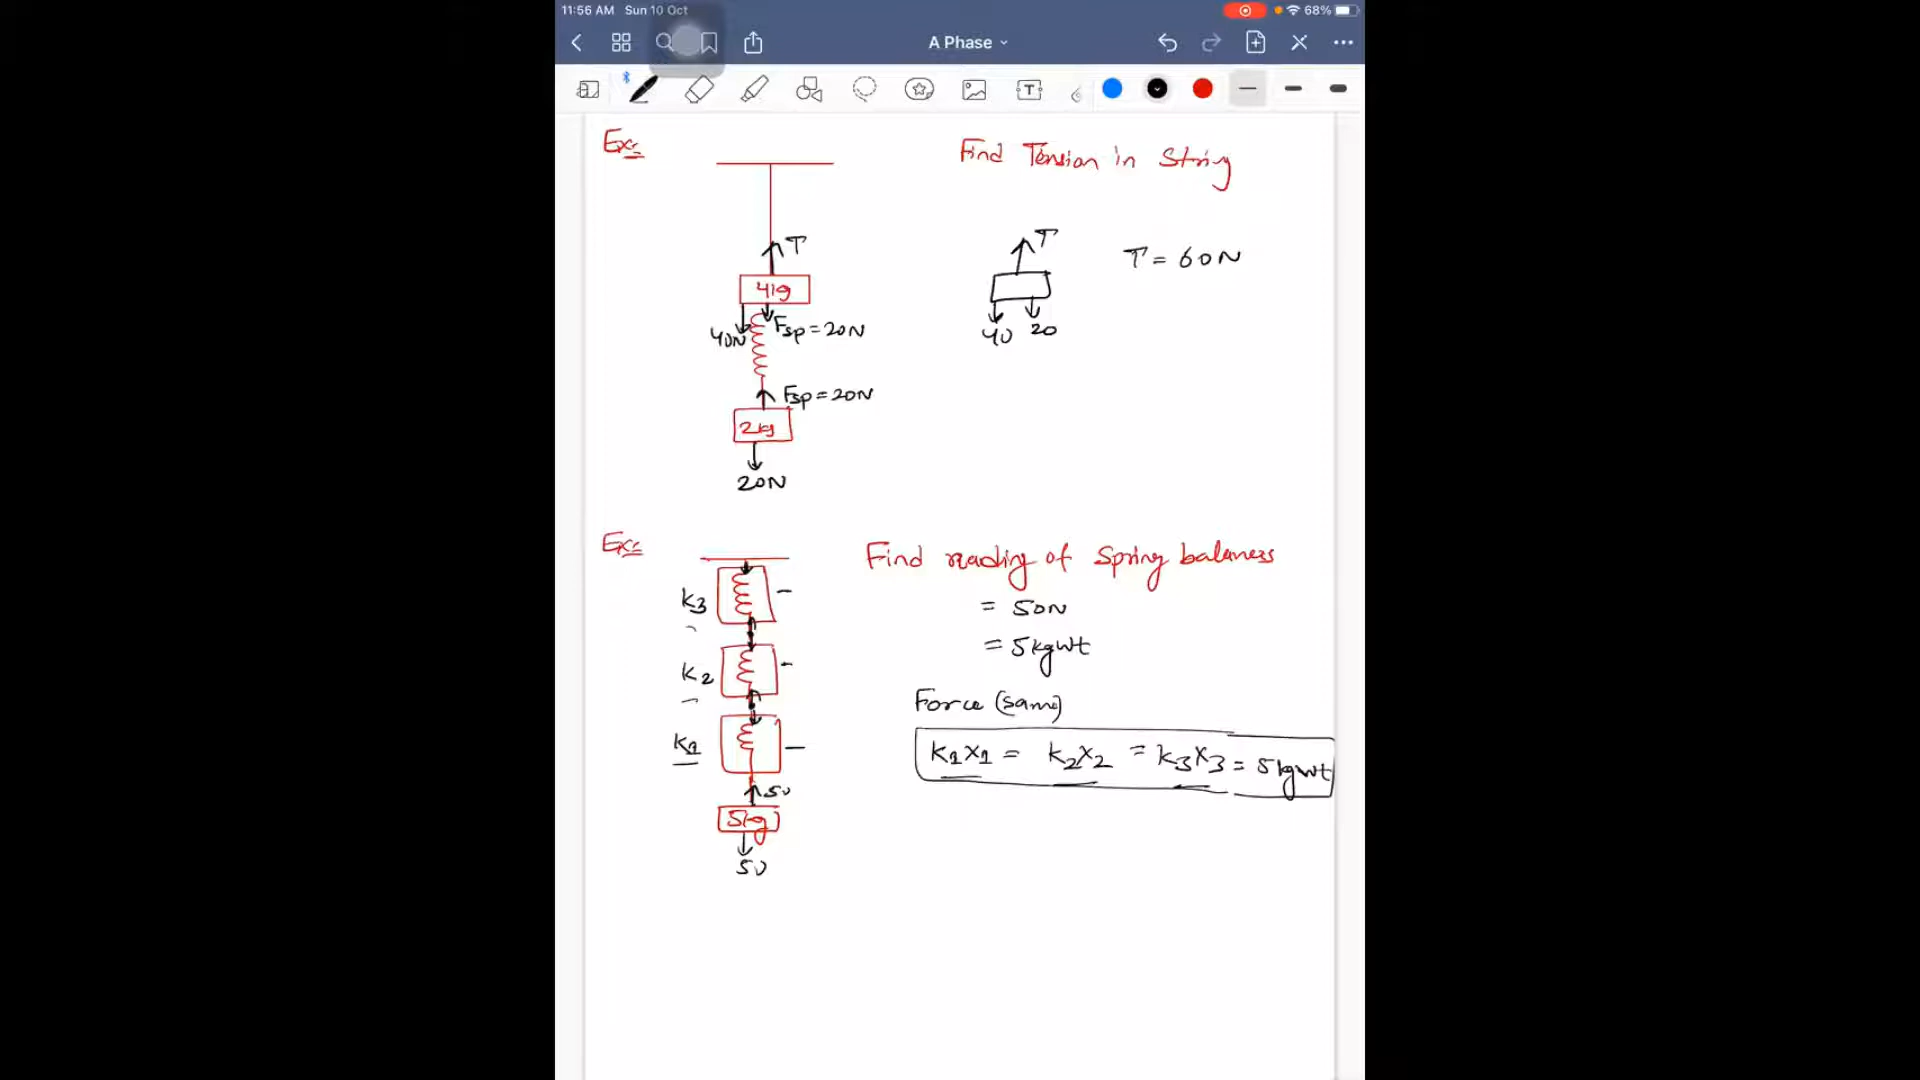 11:56 AM Sun 10 Oct
68%
A Phase
Ex:
Find Tension in String
T
T
T = 60N
4kg
40N
Fsp = 20N
40 20
Fsp = 20N
2kg
20N
Ex:
Find reading of Spring balaness
k3
= 50N
= 5kgwt
k2
Force (same)
k1
k1x1 = k2x2 = k3x3 = 5kgwt
50
5kg
50